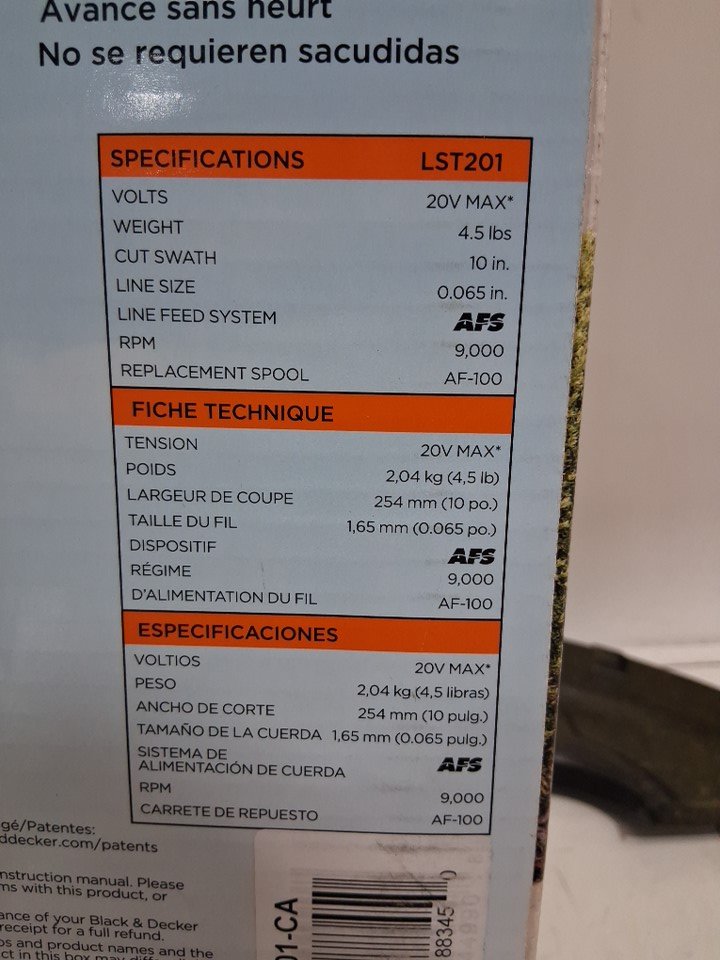 Avance sans heurt
No se requieren sacudidas
SPECIFICATIONS LST201
VOLTS 20V MAX*
WEIGHT 4.5 lbs
CUT SWATH 10 in.
LINE SIZE 0.065 in.
LINE FEED SYSTEM AFS
RPM 9,000
REPLACEMENT SPOOL AF-100
FICHE TECHNIQUE
TENSION 20V MAX*
POIDS 2,04 kg (4,5 lb)
LARGEUR DE COUPE 254 mm (10 po.)
TAILLE DU FIL 1,65 mm (0.065 po.)
DISPOSITIF AFS
RÉGIME 9,000
D'ALIMENTATION DU FIL AF-100
ESPECIFICACIONES
VOLTIOS 20V MAX*
PESO 2,04 kg (4,5 libras)
ANCHO DE CORTE 254 mm (10 pulg.)
TAMAÑO DE LA CUERDA 1,65 mm (0.065 pulg.)
SISTEMA DE
ALIMENTACIÓN DE CUERDA AFS
RPM 9,000
CARRETE DE REPUESTO AF-100
gé/Patentes:
ddecker.com/patents
nstruction manual. Please
ms with this product, or
ance of your Black & Decker
receipt for a full refund.
os and product names and the
ct in this box may
01-CA
88345 0